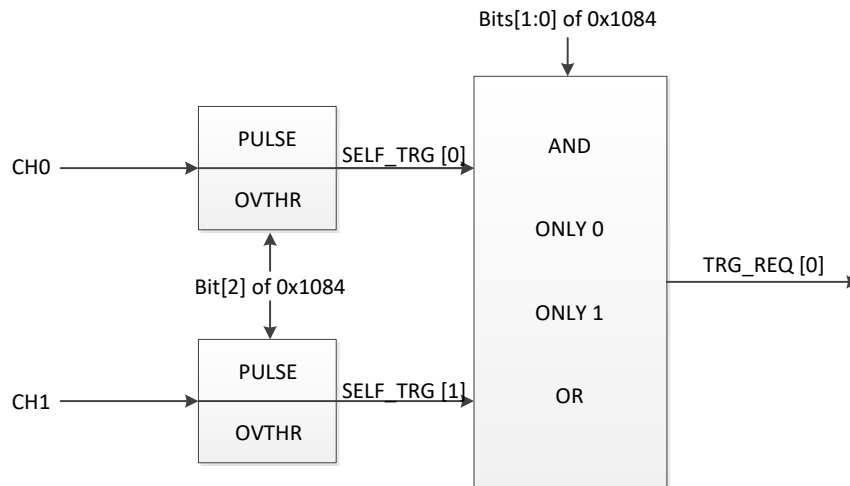 Bits[1:0] of 0x1084
PULSE
OVTHR
CH0
SELF_TRG [0]
AND
ONLY 0
ONLY 1
OR
TRG_REQ [0]
Bit[2] of 0x1084
PULSE
OVTHR
CH1
SELF_TRG [1]